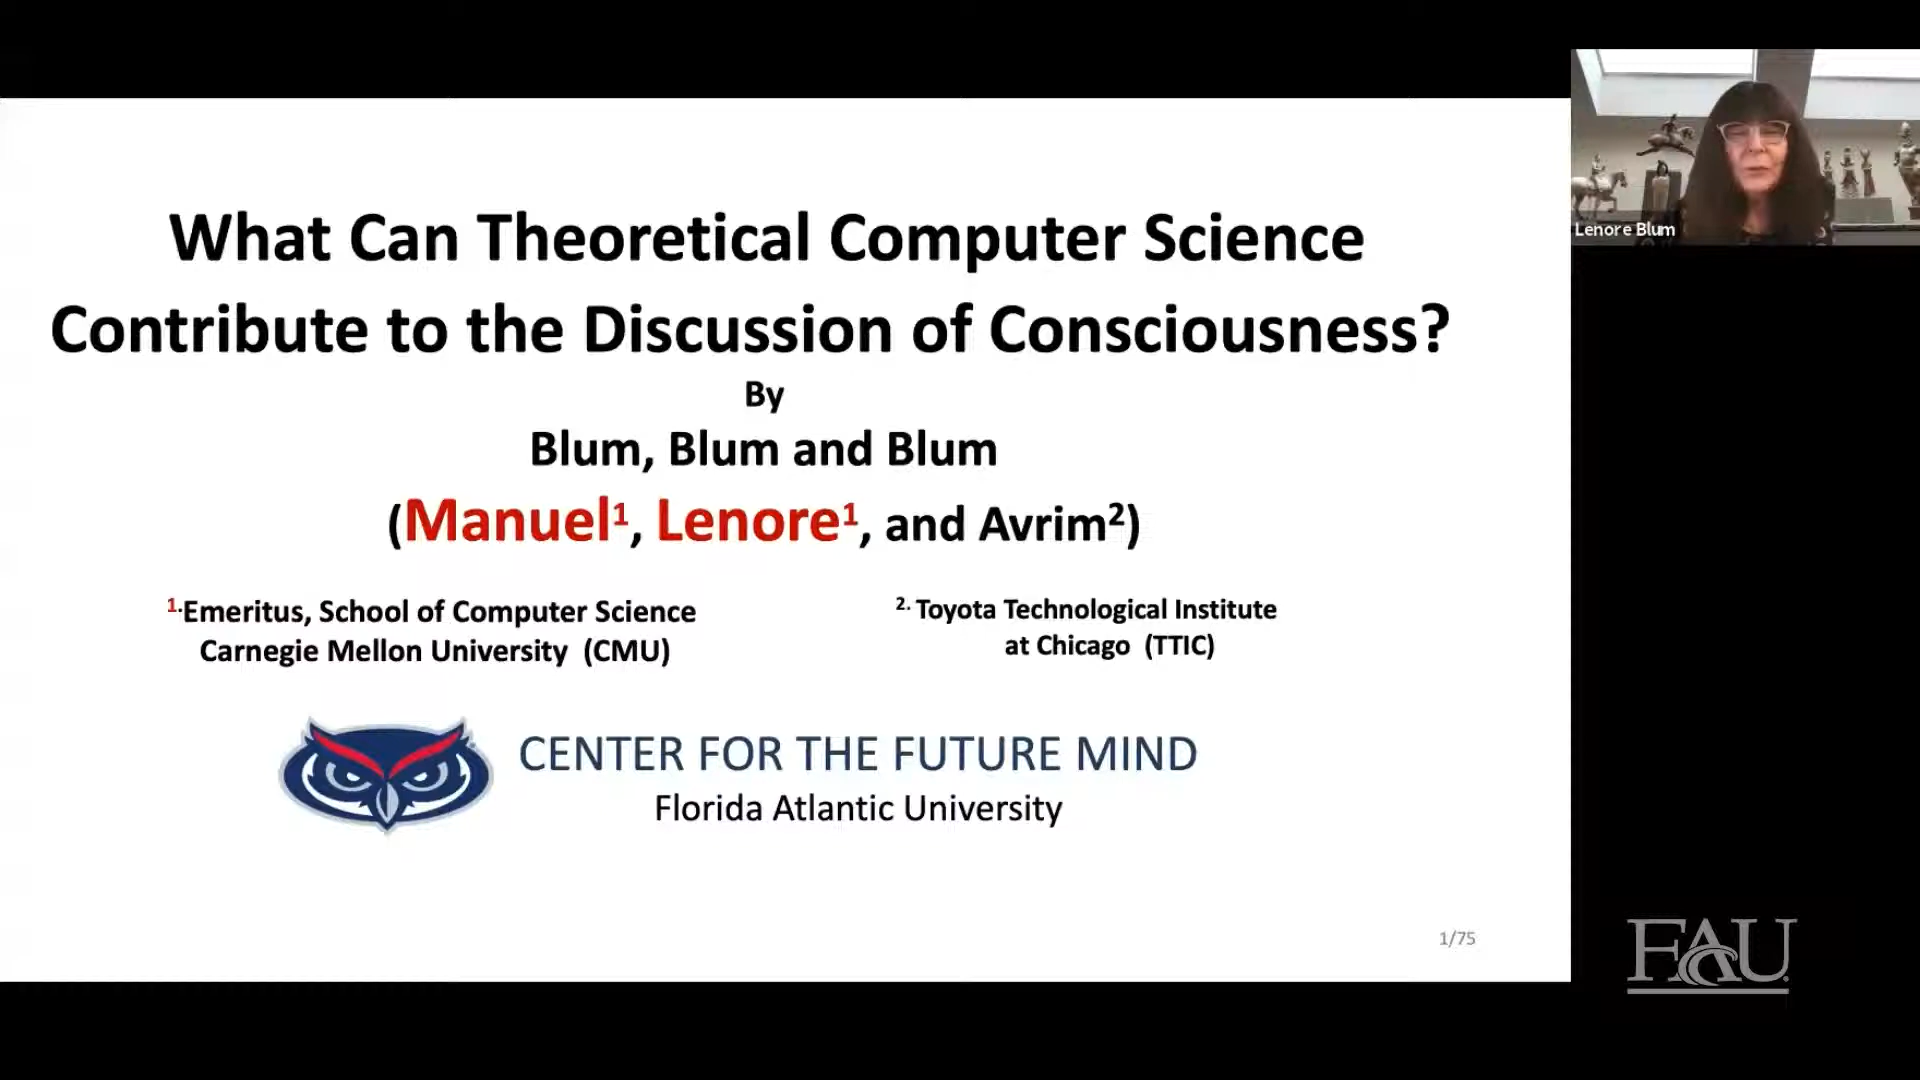 What Can Theoretical Computer Science
Contribute to the Discussion of Consciousness?
By
Blum, Blum and Blum
(Manuel¹, Lenore¹, and Avrim²)
¹·Emeritus, School of Computer Science
Carnegie Mellon University (CMU)
²· Toyota Technological Institute
at Chicago (TTIC)
CENTER FOR THE FUTURE MIND
Florida Atlantic University
1/75
Lenore Blum
FAU